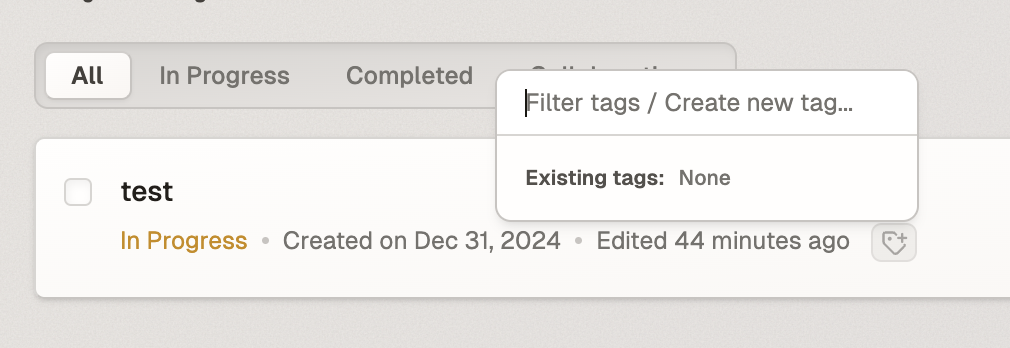 All In Progress Completed
Filter tags / Create new tag...
Existing tags: None
test
In Progress • Created on Dec 31, 2024 • Edited 44 minutes ago